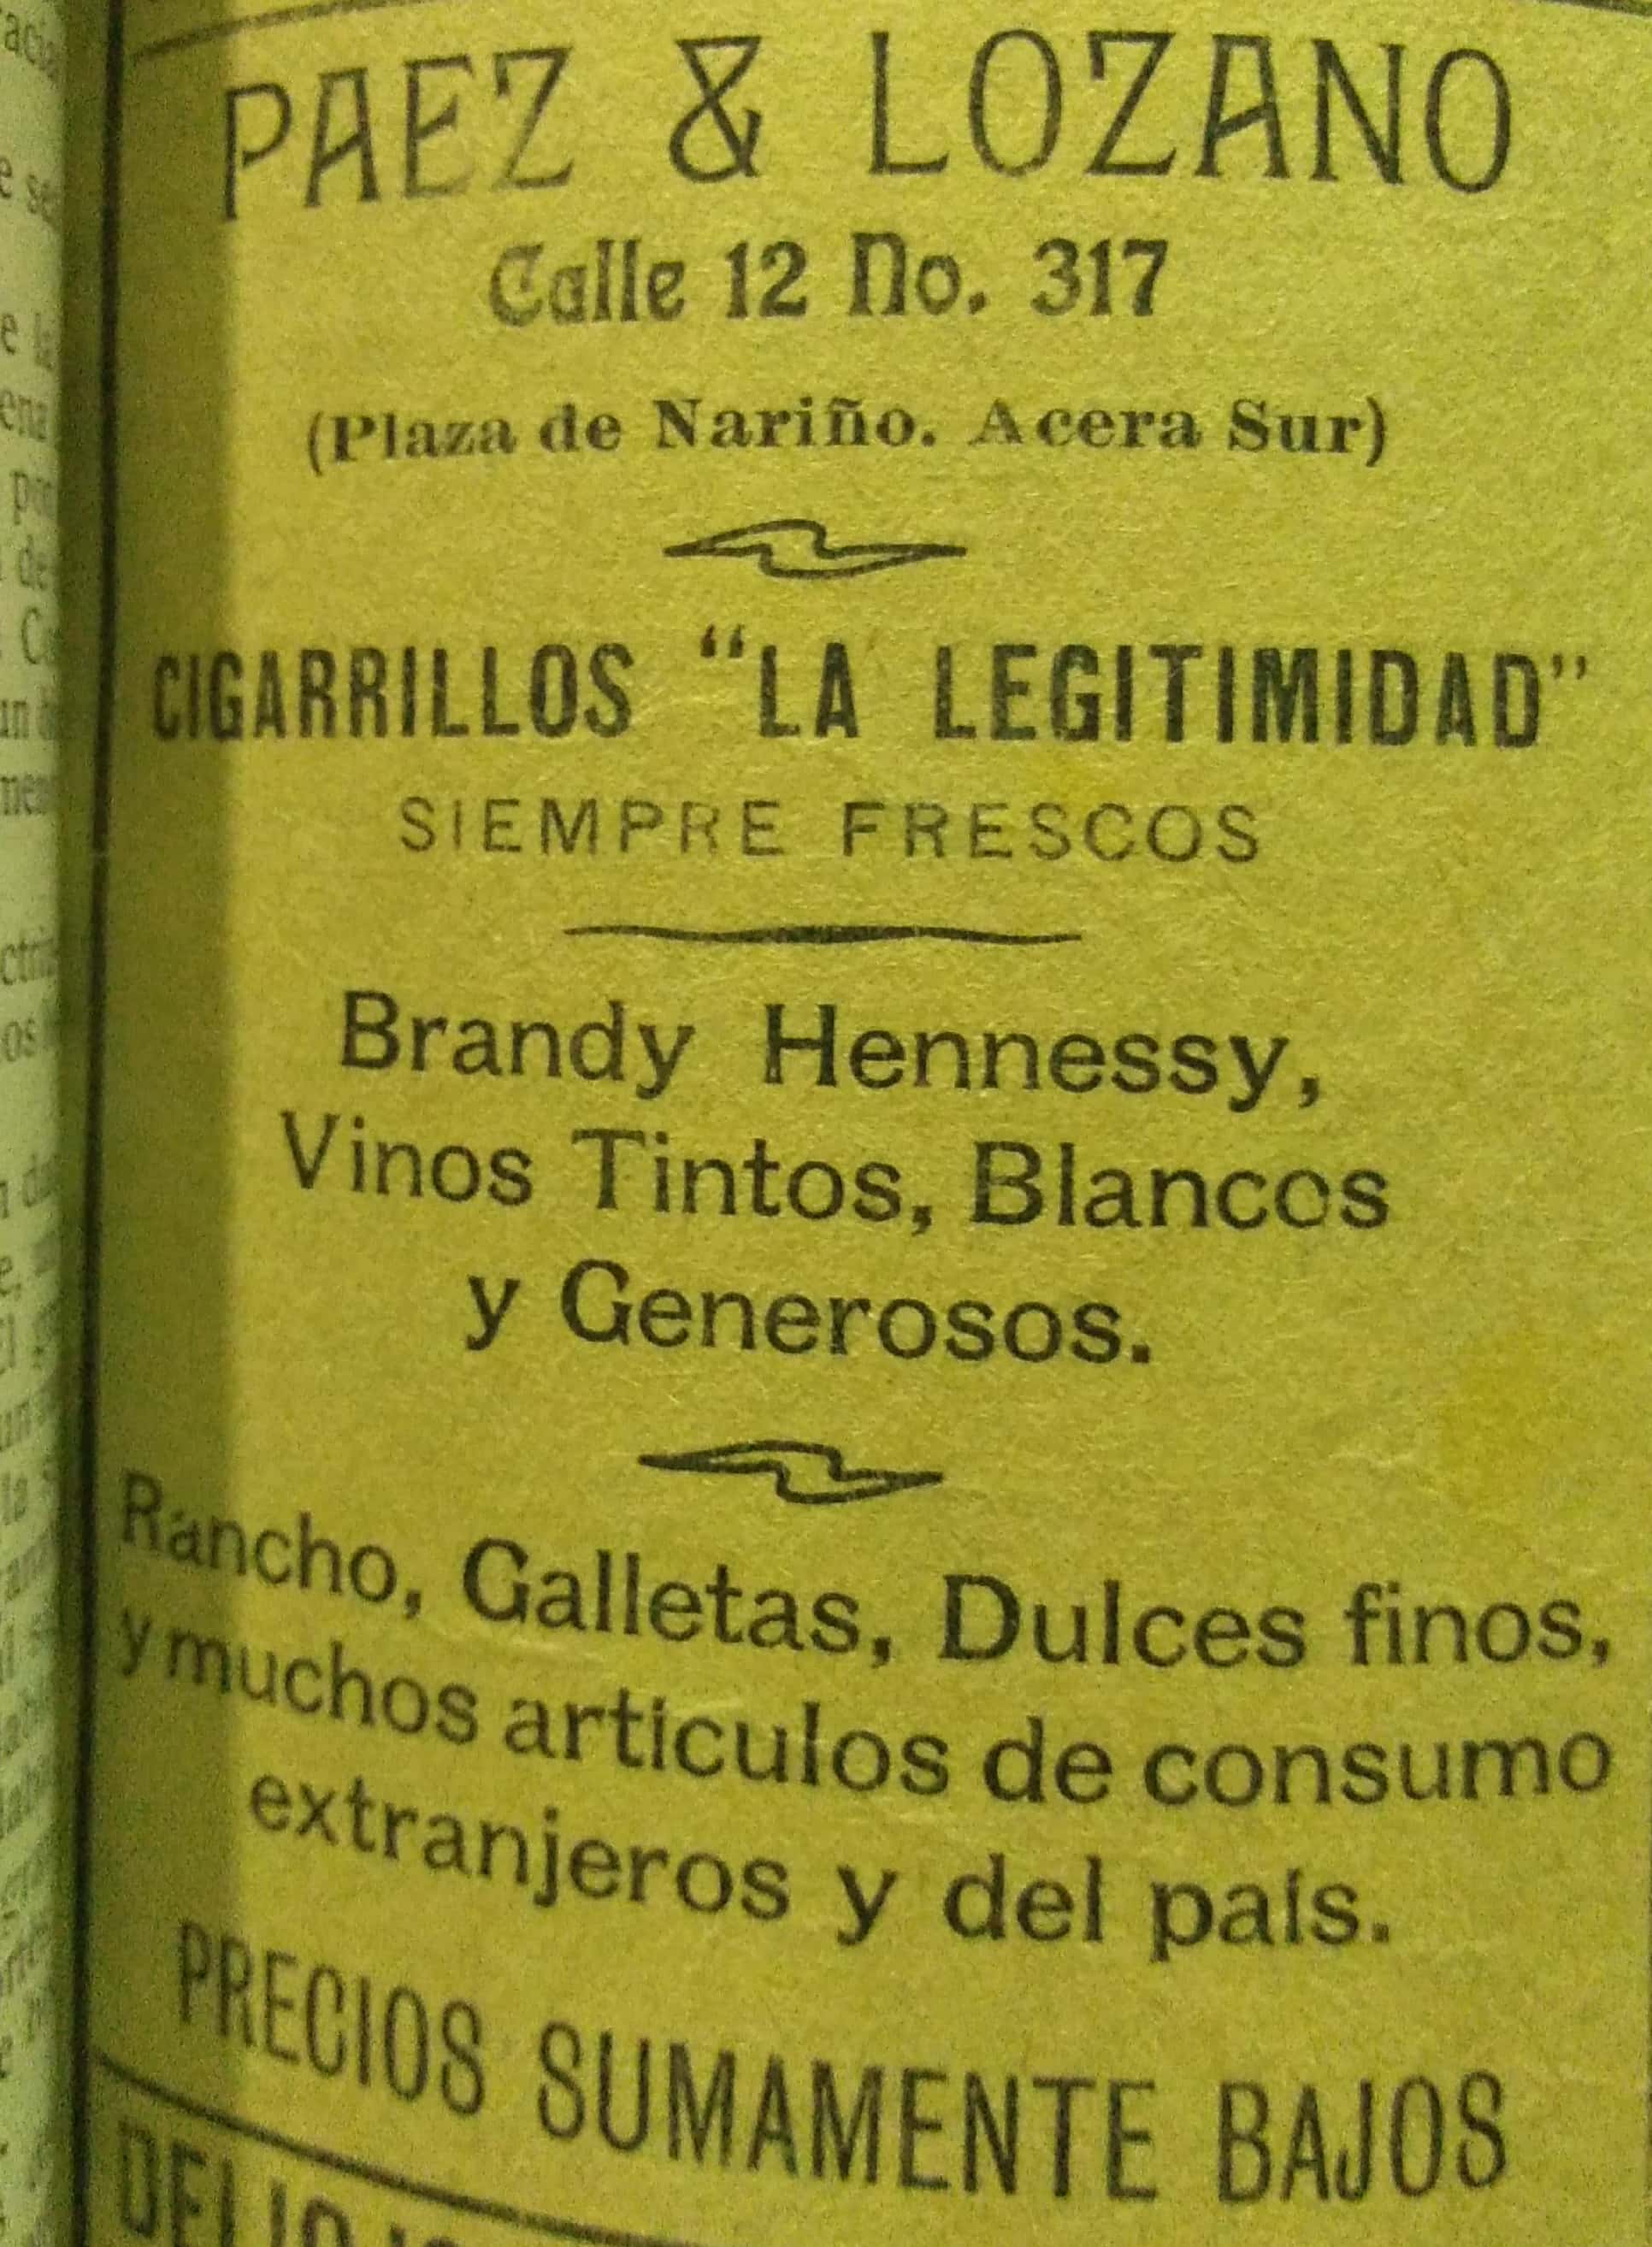 PAEZ & LOZANO
Calle 12 No. 317
(Plaza de Nariño. Acera Sur)
CIGARRILLOS “LA LEGITIMIDAD”
SIEMPRE FRESCOS
Brandy Hennessy,
Vinos Tintos, Blancos
y Generosos.
Rancho, Galletas, Dulces finos,
y muchos articulos de consumo
extranjeros y del país.
PRECIOS SUMAMENTE BAJOS